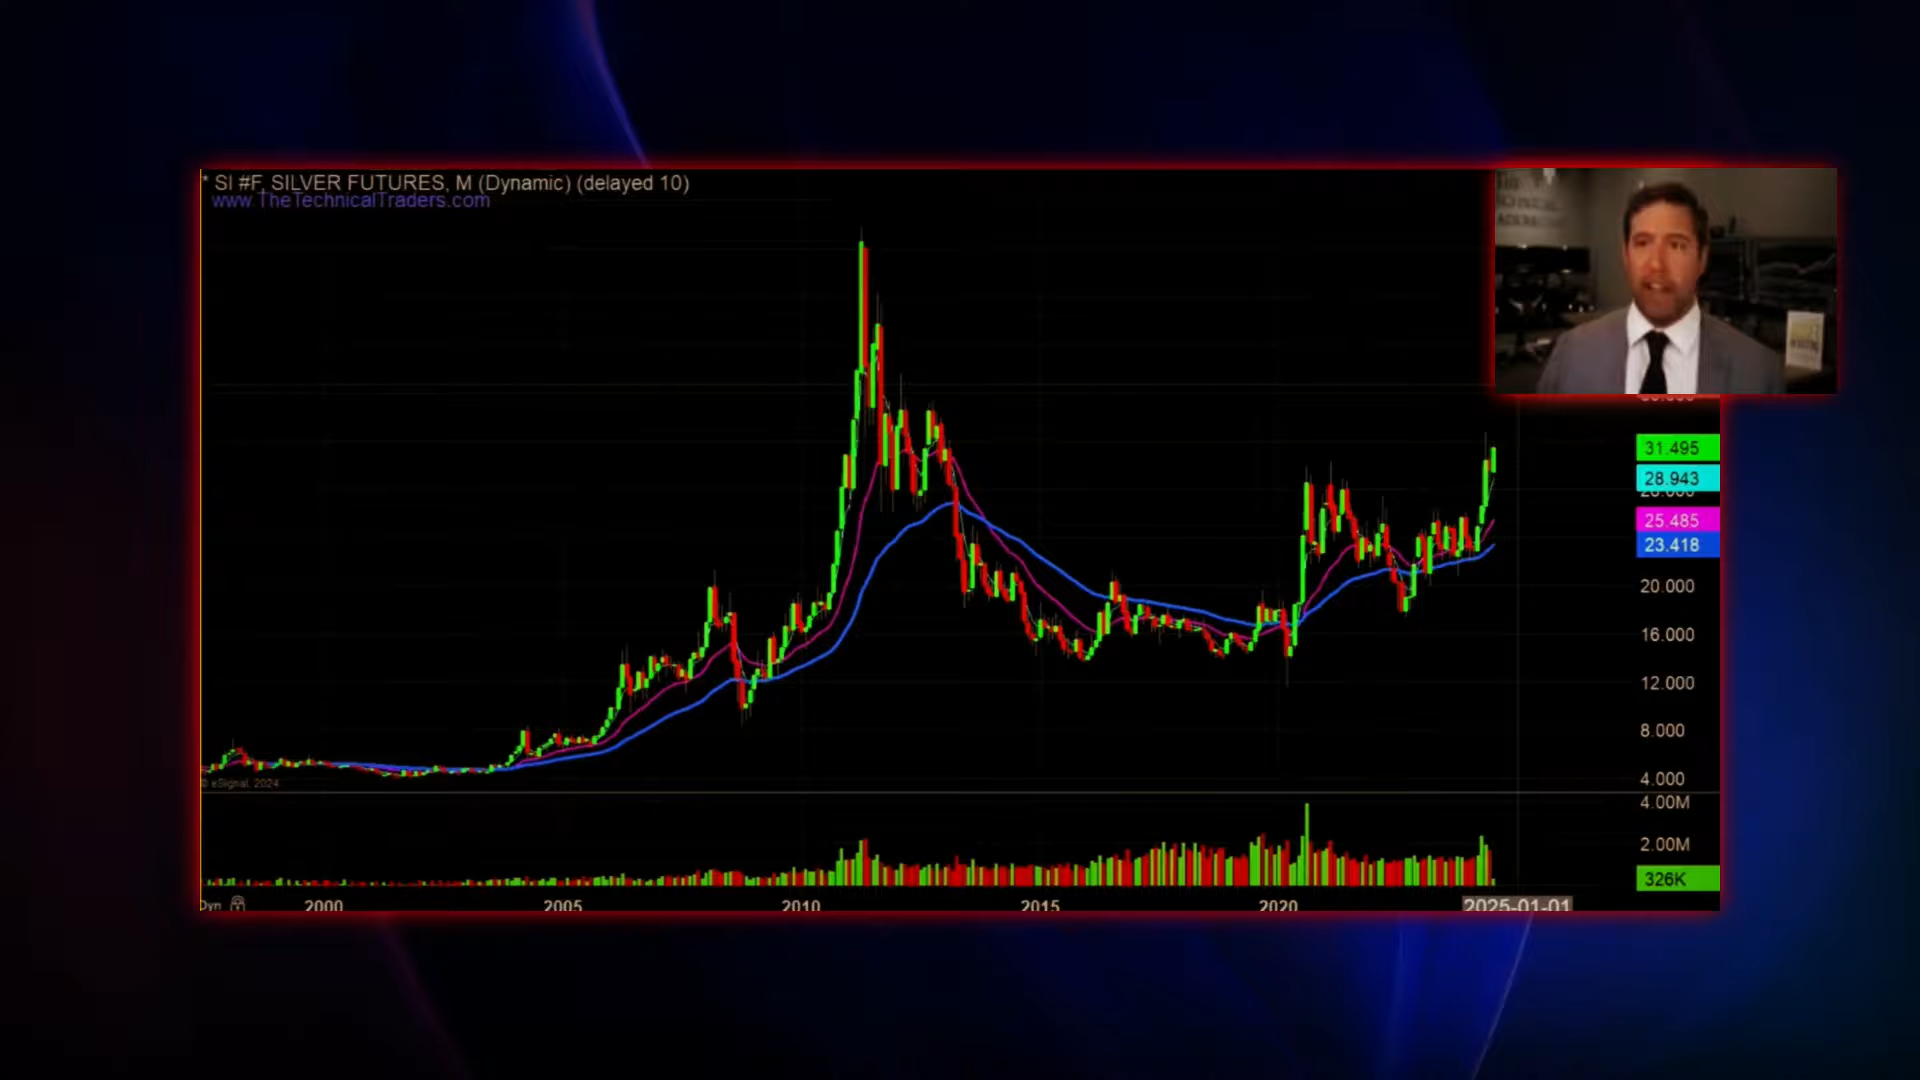 * SI #F, SILVER FUTURES, M (Dynamic) (delayed 10)
www.TheTechnicalTraders.com
31.495
28.943
25.485
23.418
20.000
16.000
12.000
8.000
4.000
© eSignal, 2024
4.00M
2.00M
326K
Dyn
2000
2005
2010
2015
2020
2025-01-01